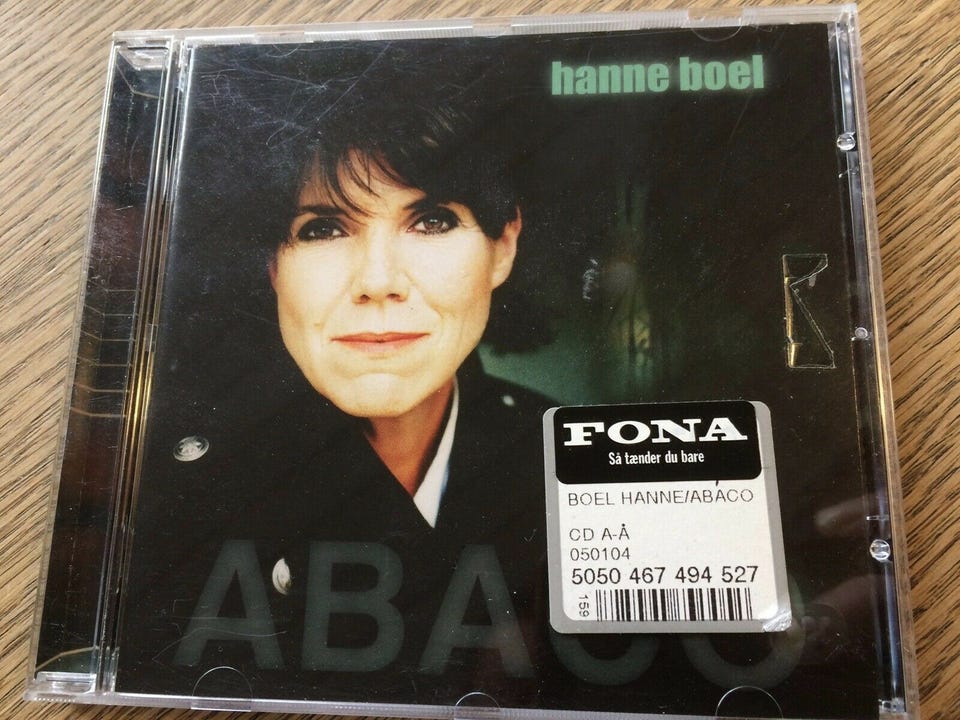 hanne boel
FONA
Så tænder du bare
BOEL HANNE/ABACO
CD A-Å
050104
5050 467 494 527
159
ABACO